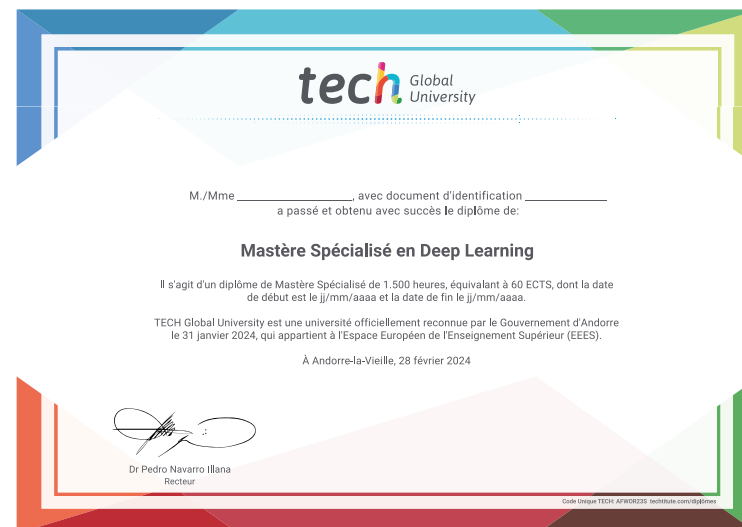 tech Global
University
M./Mme ____________________, avec document d'identification ______________
a passé et obtenu avec succès le diplôme de:
Mastère Spécialisé en Deep Learning
Il s'agit d'un diplôme de Mastère Spécialisé de 1.500 heures, équivalant à 60 ECTS, dont la date
de début est le jj/mm/aaaa et la date de fin le jj/mm/aaaa.
TECH Global University est une université officiellement reconnue par le Gouvernement d'Andorre
le 31 janvier 2024, qui appartient à l'Espace Européen de l'Enseignement Supérieur (EEES).
À Andorre-la-Vieille, 28 février 2024
Dr Pedro Navarro Illana
Recteur
Code Unique TECH: AFWOR23S techtitute.com/diplômes